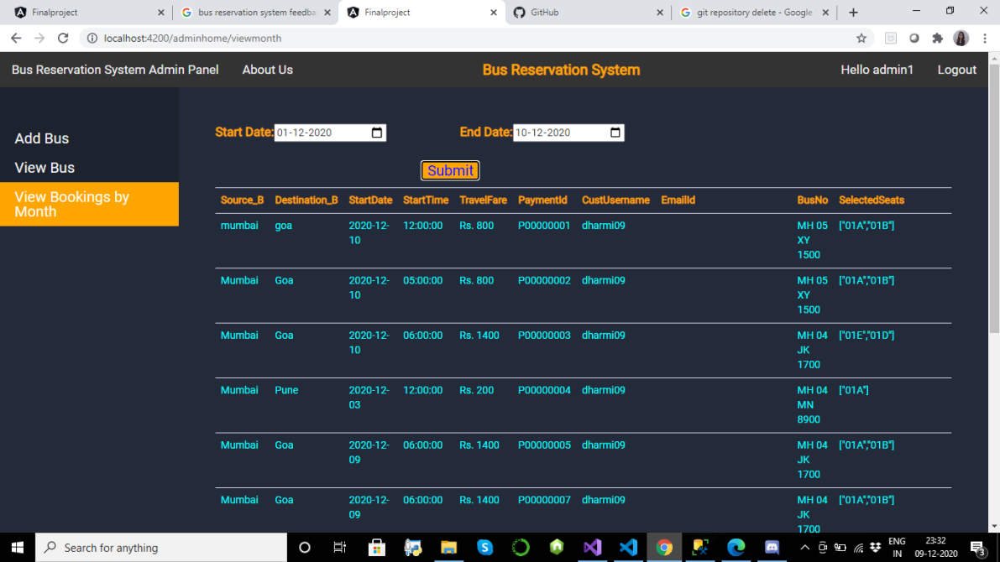 Finalproject
bus reservation system feedba
Finalproject
GitHub
git repository delete - Google
localhost:4200/adminhome/viewmonth
Bus Reservation System Admin Panel About Us Bus Reservation System Hello admin1 Logout
Add Bus
View Bus
View Bookings by
Month
Start Date: 01-12-2020 End Date: 10-12-2020
Submit
Source_B Destination_B StartDate StartTime TravelFare PaymentId CustUsername EmailId BusNo SelectedSeats
mumbai goa 2020-12- 12:00:00 Rs. 800 P00000001 dharmi09 MH 05 ["01A","01B"]
10 XY
1500
Mumbai Goa 2020-12- 05:00:00 Rs. 800 P00000002 dharmi09 MH 05 ["01A","01B"]
10 XY
1500
Mumbai Goa 2020-12- 06:00:00 Rs. 1400 P00000003 dharmi09 MH 04 ["01E","01D"]
10 JK
1700
Mumbai Pune 2020-12- 12:00:00 Rs. 200 P00000004 dharmi09 MH 04 ["01A"]
03 MN
8900
Mumbai Goa 2020-12- 06:00:00 Rs. 1400 P00000005 dharmi09 MH 04 ["01A","01B"]
09 JK
1700
Mumbai Goa 2020-12- 06:00:00 Rs. 1400 P00000007 dharmi09 MH 04 ["01A","01B"]
09 JK
1700
Search for anything
ENG 23:32
IN 09-12-2020
3